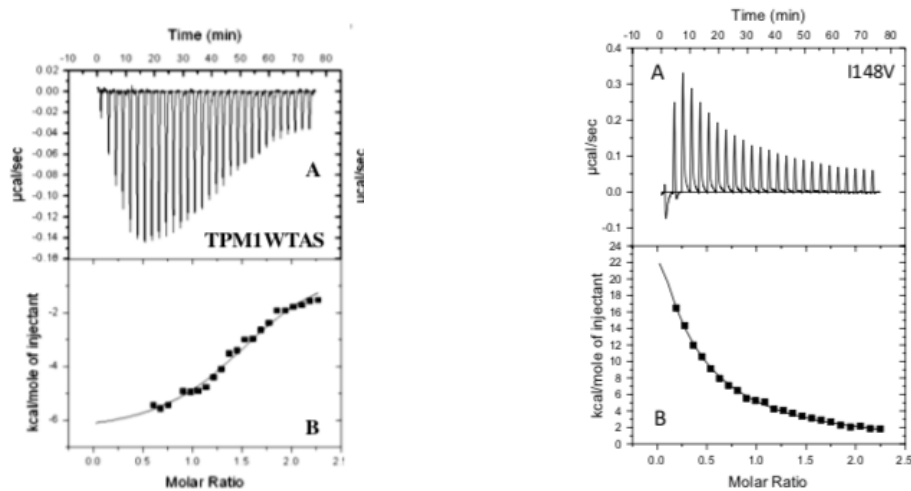 Time (min)
-10 0 10 20 30 40 50 60 70 80
0.02
0.00
-0.02
-0.04
-0.06
-0.08
-0.10
-0.12
-0.14
-0.16
µcal/sec
A
TPM1WTAS
-2
-4
-6
kcal/mole of injectant
B
0.0 0.5 1.0 1.5 2.0
Molar Ratio
µcal/sec
Time (min)
-10 0 10 20 30 40 50 60 70 80
0.4
0.3
0.2
0.1
0.0
-0.1
µcal/sec
A
I148V
24
22
20
18
16
14
12
10
8
6
4
2
0
kcal/mole of injectant
B
0.0 0.5 1.0 1.5 2.0 2.5
Molar Ratio